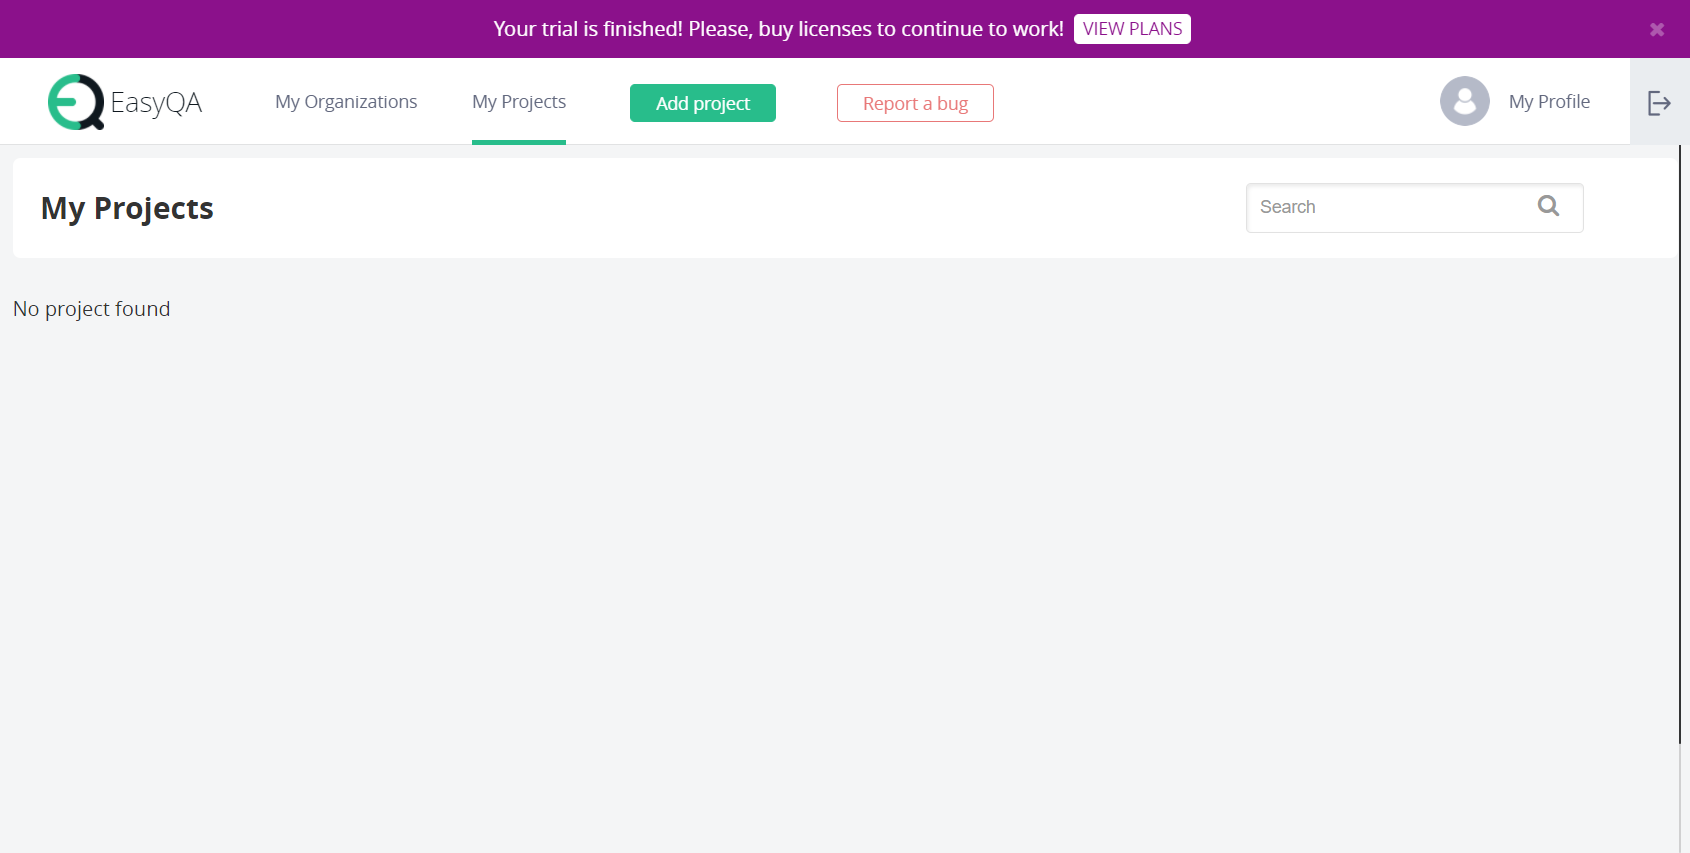 Your trial is finished! Please, buy licenses to continue to work! VIEW PLANS
EasyQA My Organizations My Projects Add project Report a bug My Profile
My Projects Search
No project found